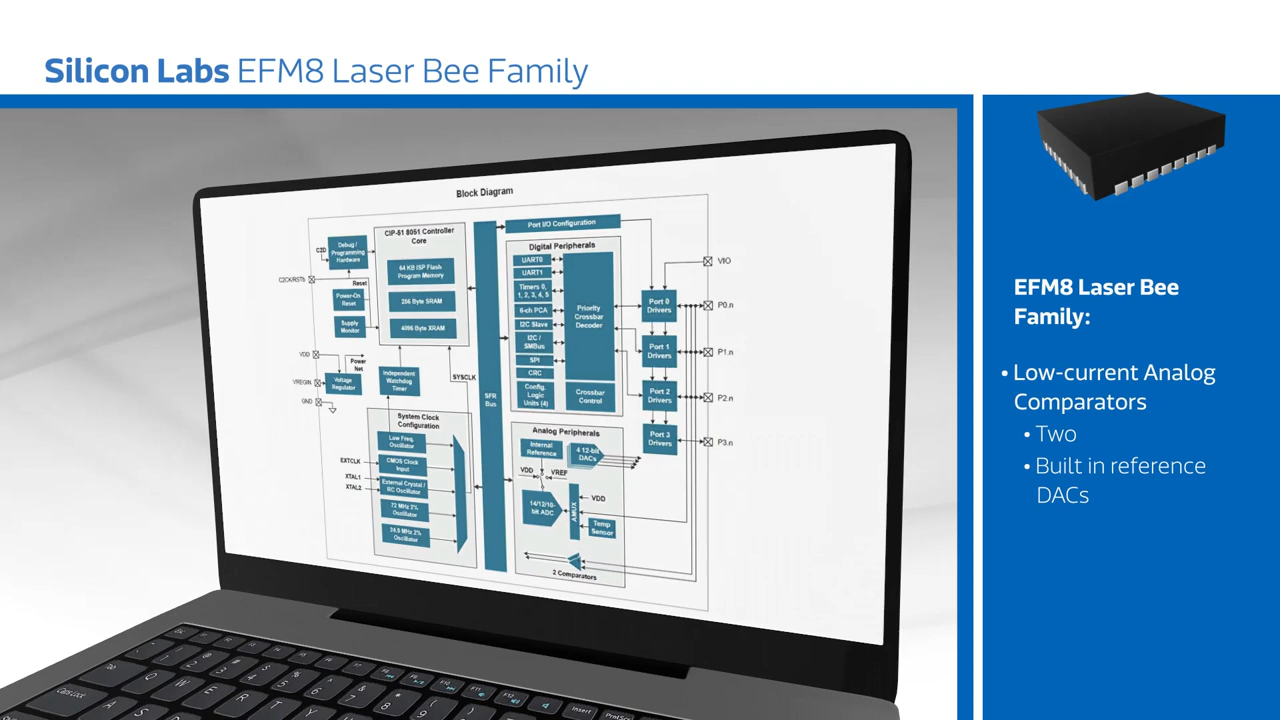 Silicon Labs EFM8 Laser Bee Family
Block Diagram
Debug /
Programming
Hardware
C2D
C2CK/RSTb
Reset
Power-On
Reset
Supply
Monitor
VDD
Power
Net
VREGIN
Voltage
Regulator
GND
CIP-51 8051 Controller
Core
64 KB ISP Flash
Program Memory
256 Byte SRAM
4096 Byte XRAM
Independent
Watchdog
Timer
SYSCLK
System Clock
Configuration
Low Freq.
Oscillator
EXTCLK
CMOS Clock
Input
XTAL1
XTAL2
External Crystal /
RC Oscillator
72 MHz 2%
Oscillator
24.5 MHz 2%
Oscillator
SFR
Bus
Port I/O Configuration
Digital Peripherals
UART0
UART1
Timers 0,
1, 2, 3, 4, 5
6-ch PCA
I2C Slave
I2C /
SMBus
SPI
CRC
Config.
Logic
Units (4)
Priority
Crossbar
Decoder
Crossbar
Control
Port 0
Drivers
Port 1
Drivers
Port 2
Drivers
Port 3
Drivers
VIO
P0.n
P1.n
P2.n
P3.n
Analog Peripherals
Internal
Reference
4 12-bit
DACs
VDD
VREF
14/12/10-
bit ADC
AMUX
VDD
Temp
Sensor
2 Comparators
EFM8 Laser Bee
Family:
• Low-current Analog
Comparators
• Two
• Built in reference
DACs
Esc
Tab
Q W E R T Y U I O
Caps Lock
A S D
Insert
PrtScr